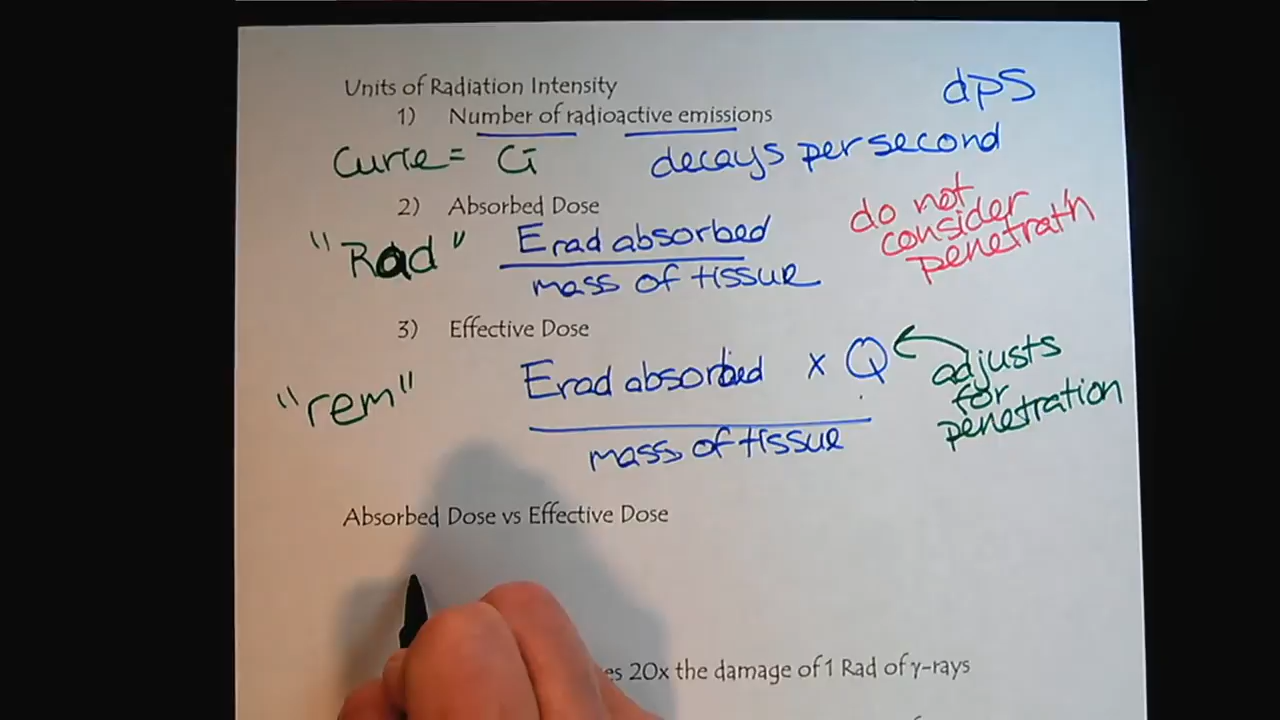 Units of Radiation Intensity
dps
1) Number of radioactive emissions
Curie = Ci
decays per second
2) Absorbed Dose
"Rad"
Erad absorbed
mass of tissue
do not
consider
penetrat'n
3) Effective Dose
"rem"
Erad absorbed x Q
mass of tissue
adjusts
for
penetration
Absorbed Dose vs Effective Dose
20x the damage of 1 Rad of γ-rays